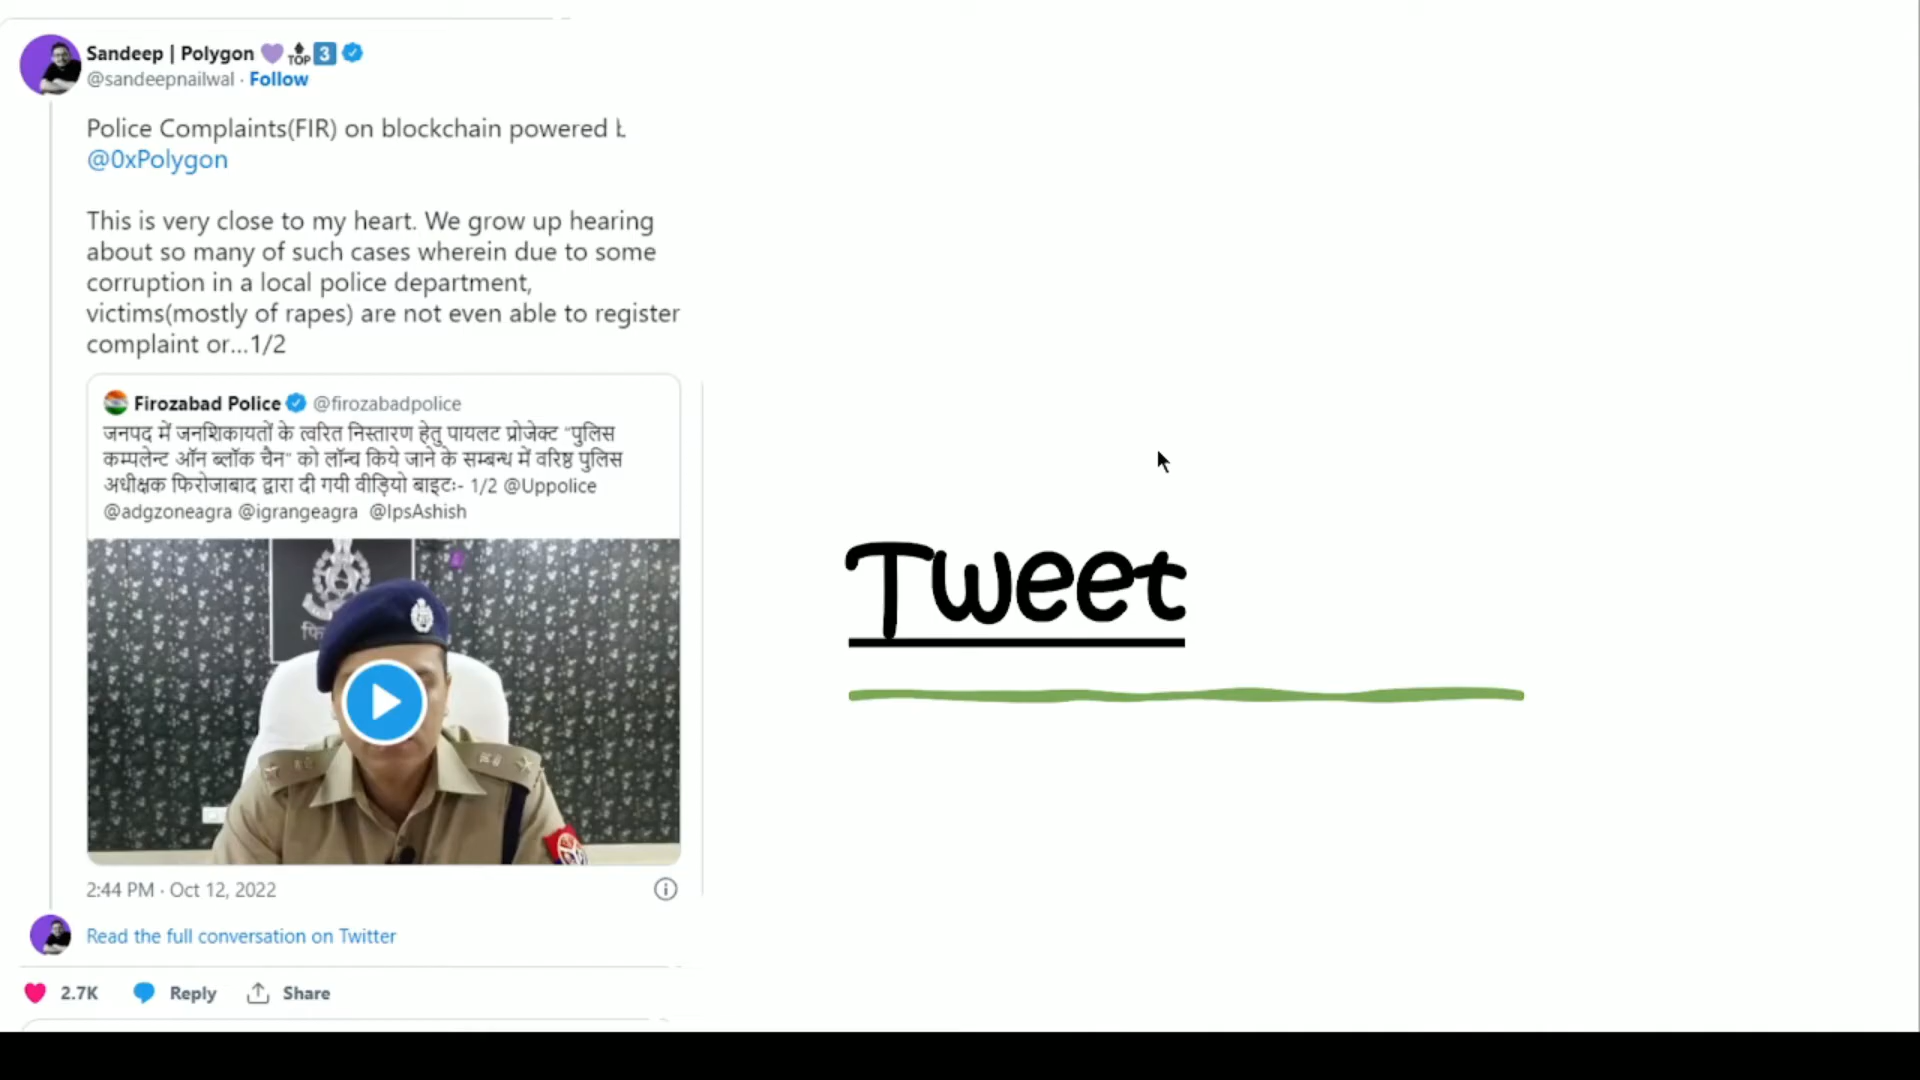 Sandeep | Polygon 💜🔝3️⃣
@sandeepnailwal · Follow
Police Complaints(FIR) on blockchain powered
@0xPolygon
This is very close to my heart. We grow up hearing
about so many of such cases wherein due to some
corruption in a local police department,
victims(mostly of rapes) are not even able to register
complaint or...1/2
Firozabad Police @firozabadpolice
जनपद में जनशिकायतों के त्वरित निस्तारण हेतु पायलट प्रोजेक्ट "पुलिस
कम्पलेन्ट ऑन ब्लॉक चैन" को लॉन्च किये जाने के सम्बन्ध में वरिष्ठ पुलिस
अधीक्षक फिरोजाबाद द्वारा दी गयी वीडियो बाइटः- 1/2 @Uppolice
@adgzoneagra @igrangeagra @IpsAshish
2:44 PM · Oct 12, 2022
Read the full conversation on Twitter
2.7K Reply Share
Tweet